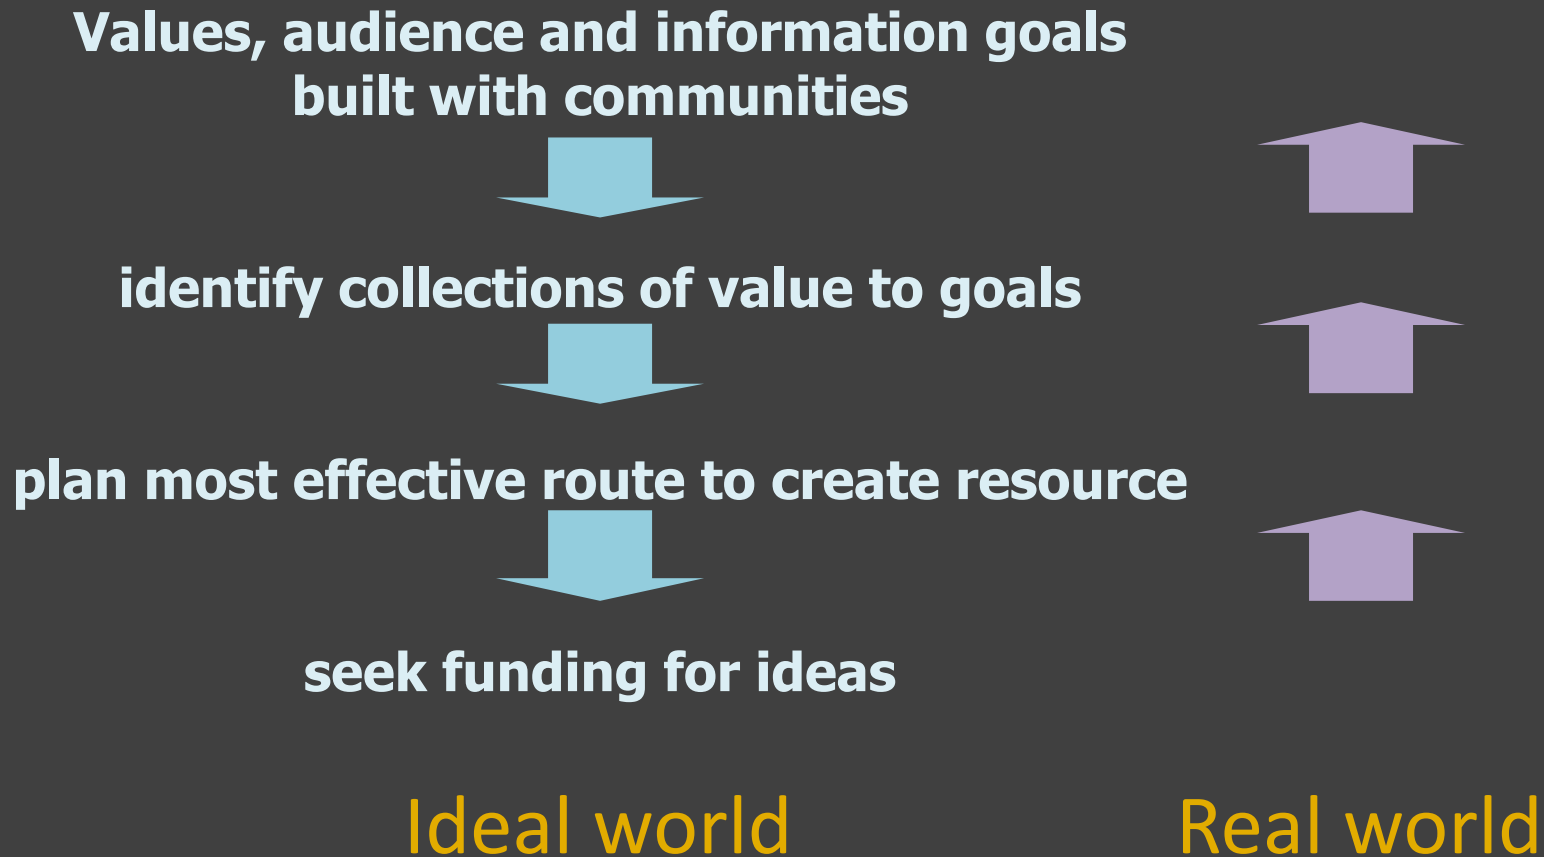 Values, audience and information goals
built with communities
identify collections of value to goals
plan most effective route to create resource
seek funding for ideas
Ideal world
Real world